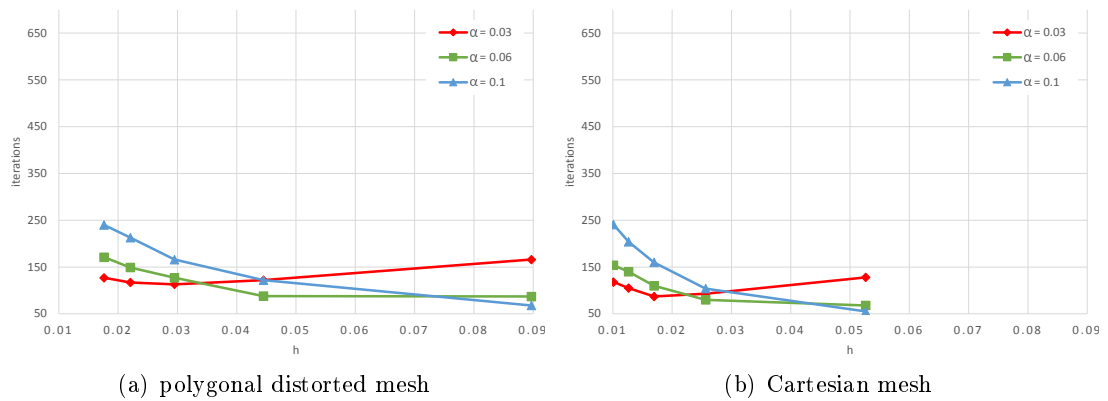 650
550
450
350
250
150
50
iterations
0.01 0.02 0.03 0.04 0.05 0.06 0.07 0.08 0.09
h
α = 0.03
α = 0.06
α = 0.1
(a) polygonal distorted mesh
650
550
450
350
250
150
50
iterations
0.01 0.02 0.03 0.04 0.05 0.06 0.07 0.08 0.09
h
α = 0.03
α = 0.06
α = 0.1
(b) Cartesian mesh